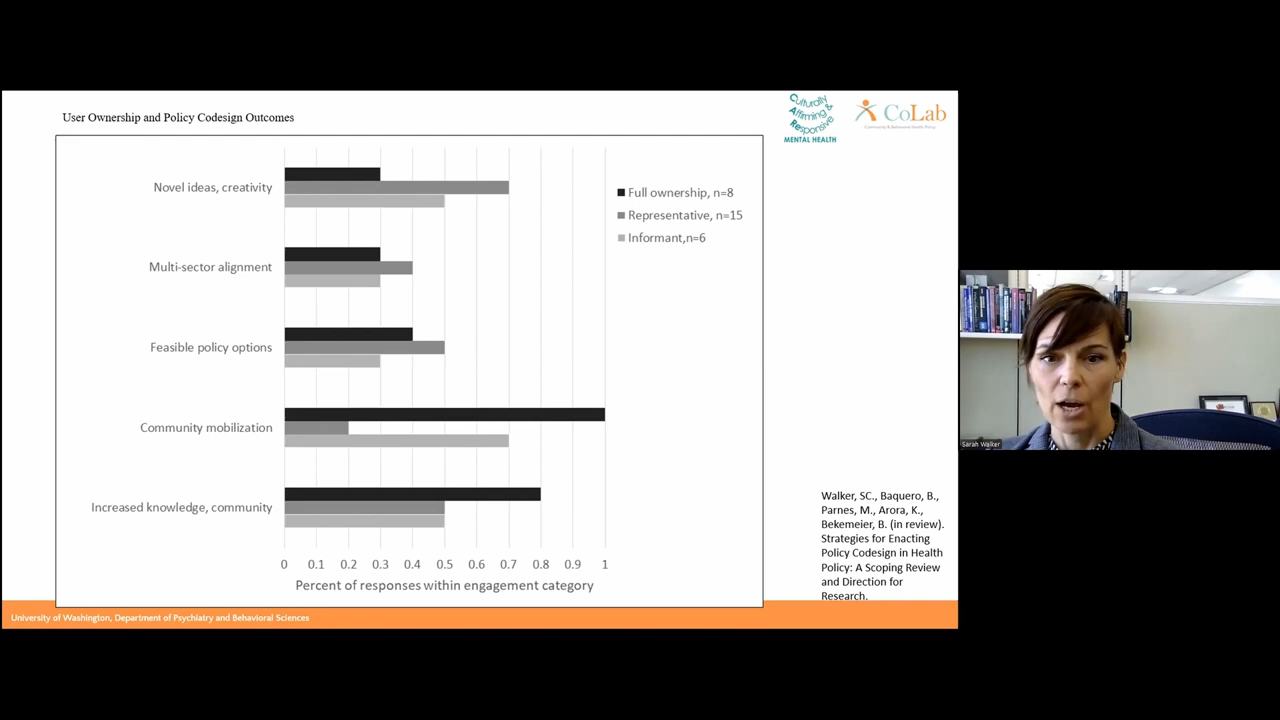 User Ownership and Policy Codesign Outcomes
Culturally
Affirming &
Responsive
MENTAL HEALTH
CoLab
Community & Behavioral Health Policy
Novel ideas, creativity
Multi-sector alignment
Feasible policy options
Community mobilization
Increased knowledge, community
Full ownership, n=8
Representative, n=15
Informant,n=6
0 0.1 0.2 0.3 0.4 0.5 0.6 0.7 0.8 0.9 1
Percent of responses within engagement category
Walker, SC., Baquero, B.,
Parnes, M., Arora, K.,
Bekemeier, B. (in review).
Strategies for Enacting
Policy Codesign in Health
Policy: A Scoping Review
and Direction for
Research.
University of Washington, Department of Psychiatry and Behavioral Sciences
Sarah Walker